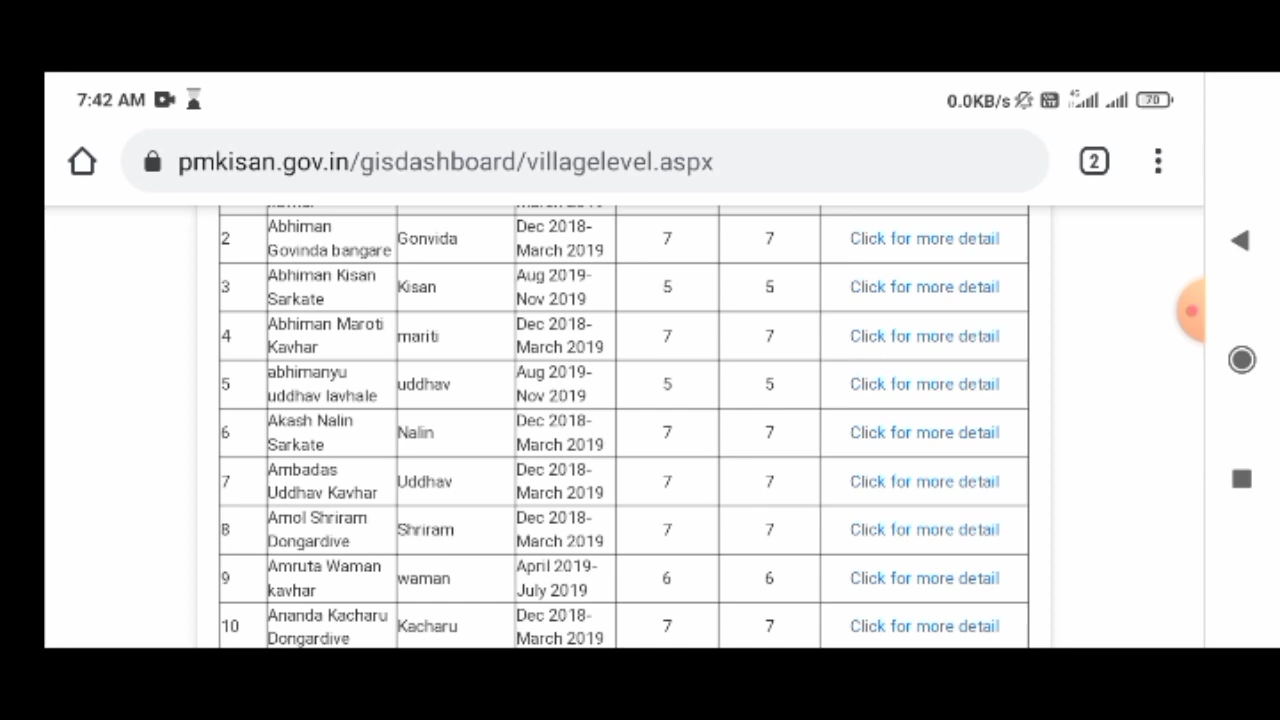 7:42 AM 0.0KB/s 4G 70
pmkisan.gov.in/gisdashboard/villagelevel.aspx 2
2 Abhiman Gonvida Dec 2018- 7 7 Click for more detail
Govinda bangare March 2019
3 Abhiman Kisan Kisan Aug 2019- 5 5 Click for more detail
Sarkate Nov 2019
4 Abhiman Maroti mariti Dec 2018- 7 7 Click for more detail
Kavhar March 2019
5 abhimanyu uddhav Aug 2019- 5 5 Click for more detail
uddhav lavhale Nov 2019
6 Akash Nalin Nalin Dec 2018- 7 7 Click for more detail
Sarkate March 2019
7 Ambadas Uddhav Dec 2018- 7 7 Click for more detail
Uddhav Kavhar March 2019
8 Amol Shriram Shriram Dec 2018- 7 7 Click for more detail
Dongardive March 2019
9 Amruta Waman waman April 2019- 6 6 Click for more detail
kavhar July 2019
10 Ananda Kacharu Kacharu Dec 2018- 7 7 Click for more detail
Dongardive March 2019